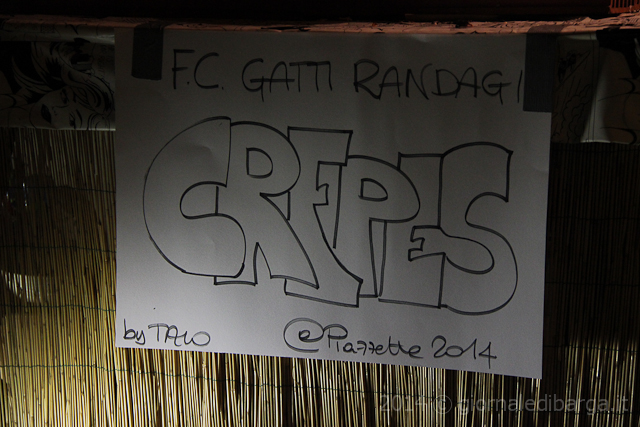 F.C. GATTI RANDAGI
CREPES
by TALO
@Piazzette 2014
2014 © giornaledibarga.it